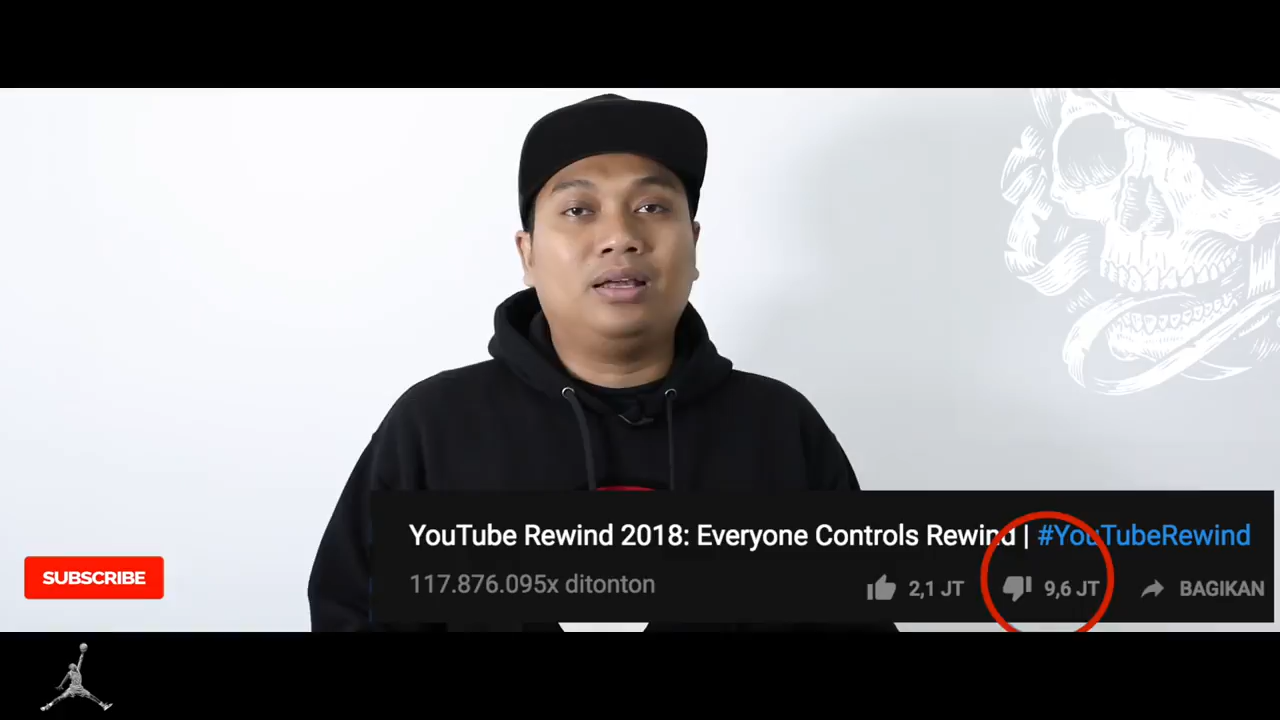 YouTube Rewind 2018: Everyone Controls Rewind | #YouTubeRewind
117.876.095x ditonton
2,1 JT 9,6 JT BAGIKAN
SUBSCRIBE